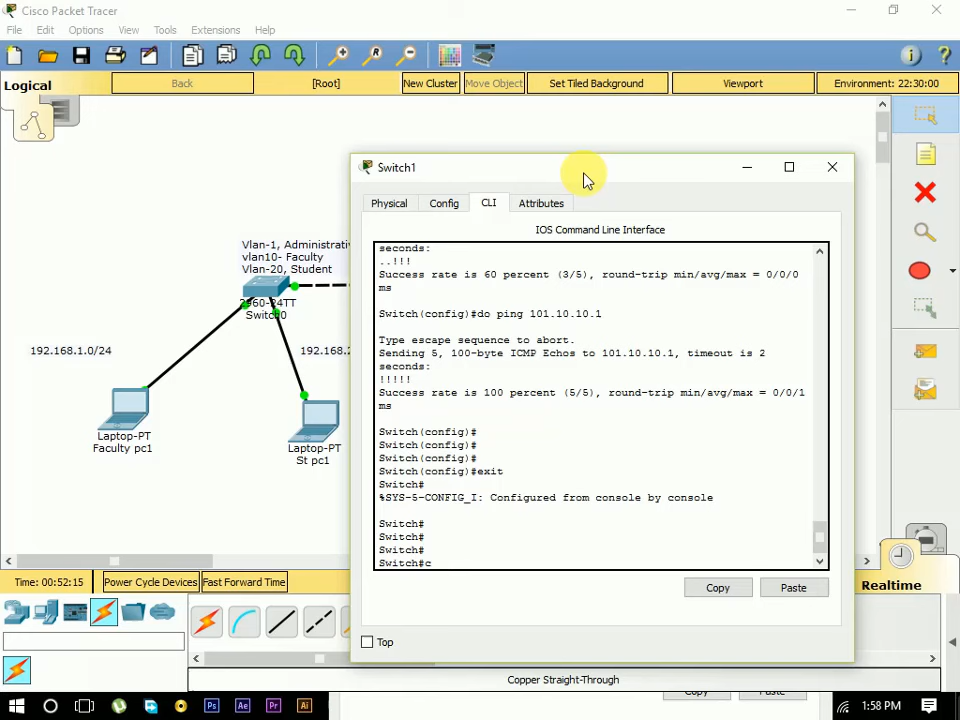 Cisco Packet Tracer
File Edit Options View Tools Extensions Help
Logical
Back
[Root]
New Cluster
Move Object
Set Tiled Background
Viewport
Environment: 22:30:00
Switch1
Physical Config CLI Attributes
IOS Command Line Interface
seconds:
..!!!
Success rate is 60 percent (3/5), round-trip min/avg/max = 0/0/0
ms
Switch(config)#do ping 101.10.10.1
Type escape sequence to abort.
Sending 5, 100-byte ICMP Echos to 101.10.10.1, timeout is 2
seconds:
!!!!!
Success rate is 100 percent (5/5), round-trip min/avg/max = 0/0/1
ms
Switch(config)#
Switch(config)#
Switch(config)#
Switch(config)#exit
Switch#
%SYS-5-CONFIG_I: Configured from console by console
Switch#
Switch#
Switch#
Switch#c
Copy
Paste
Top
Vlan-1, Administrativ
vlan10- Faculty
Vlan-20, Student
2960-24TT
Switch0
192.168.1.0/24
192.168.2
Laptop-PT
Faculty pc1
Laptop-PT
St pc1
Time: 00:52:15
Power Cycle Devices
Fast Forward Time
Realtime
Copper Straight-Through
Copy
Paste
Ps
Ae
Pr
Ai
1:58 PM